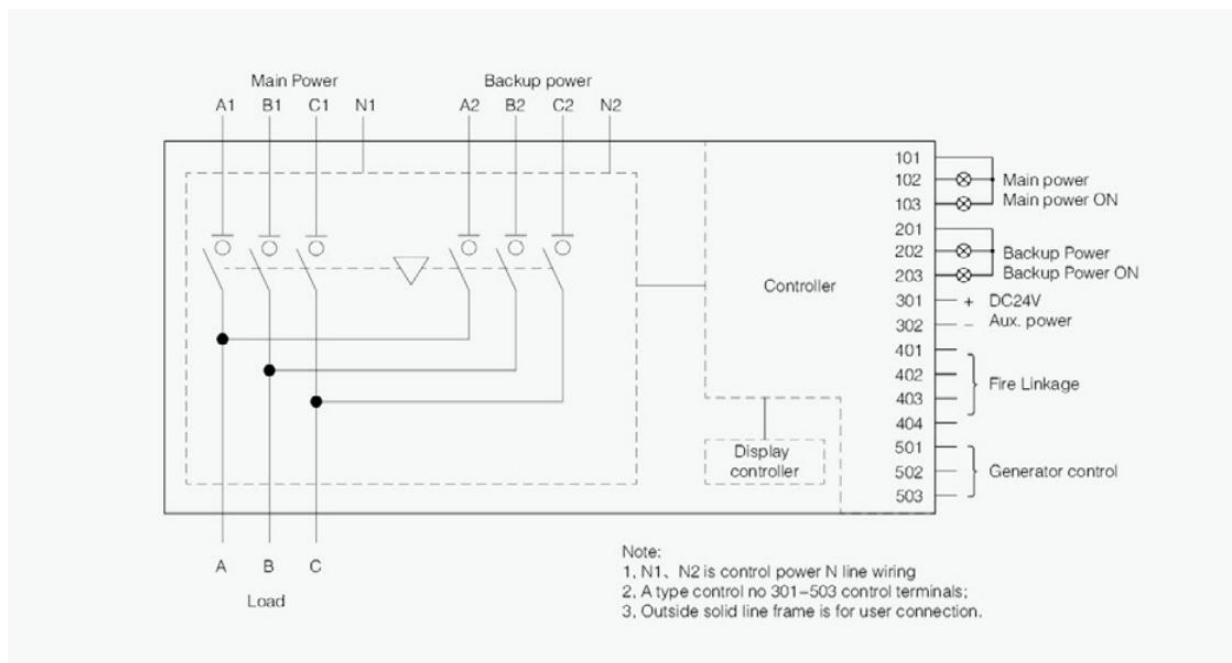 Main Power
Backup power
A1 B1 C1 N1
A2 B2 C2 N2
101
102 Main power
103 Main power ON
201
202 Backup Power
203 Backup Power ON
Controller
301 + DC24V
302 - Aux. power
401
402
Fire Linkage
403
404
501
Display
controller
502 Generator control
503
A B C
Load
Note:
1, N1、N2 is control power N line wiring
2, A type control no 301-503 control terminals;
3, Outside solid line frame is for user connection.